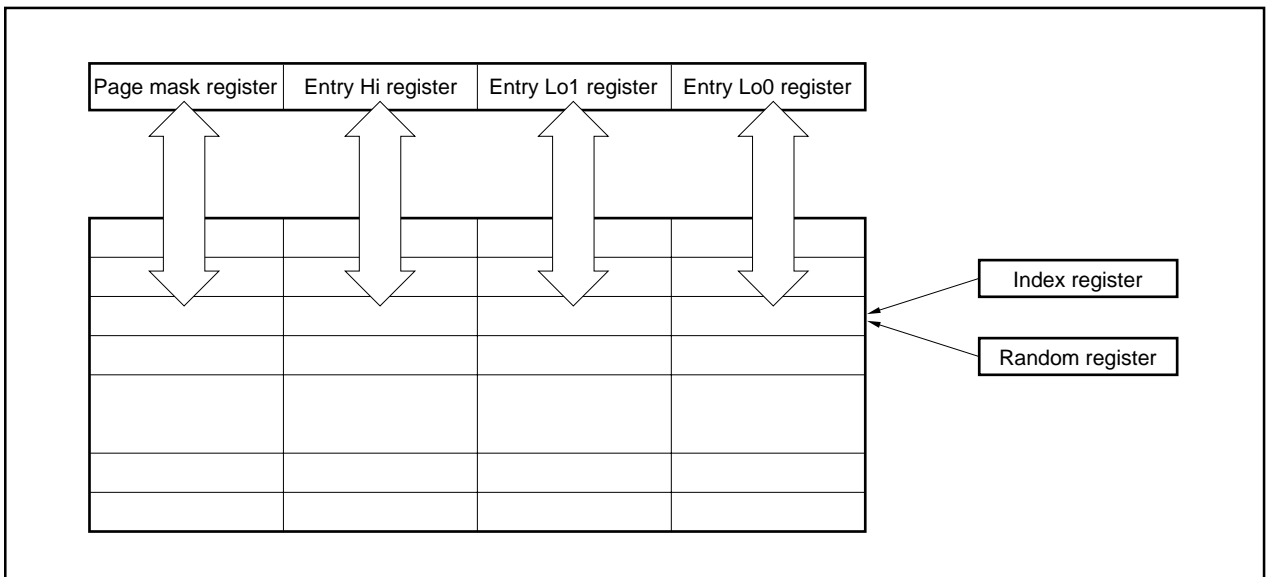 Page mask register
Entry Hi register
Entry Lo1 register
Entry Lo0 register
Index register
Random register